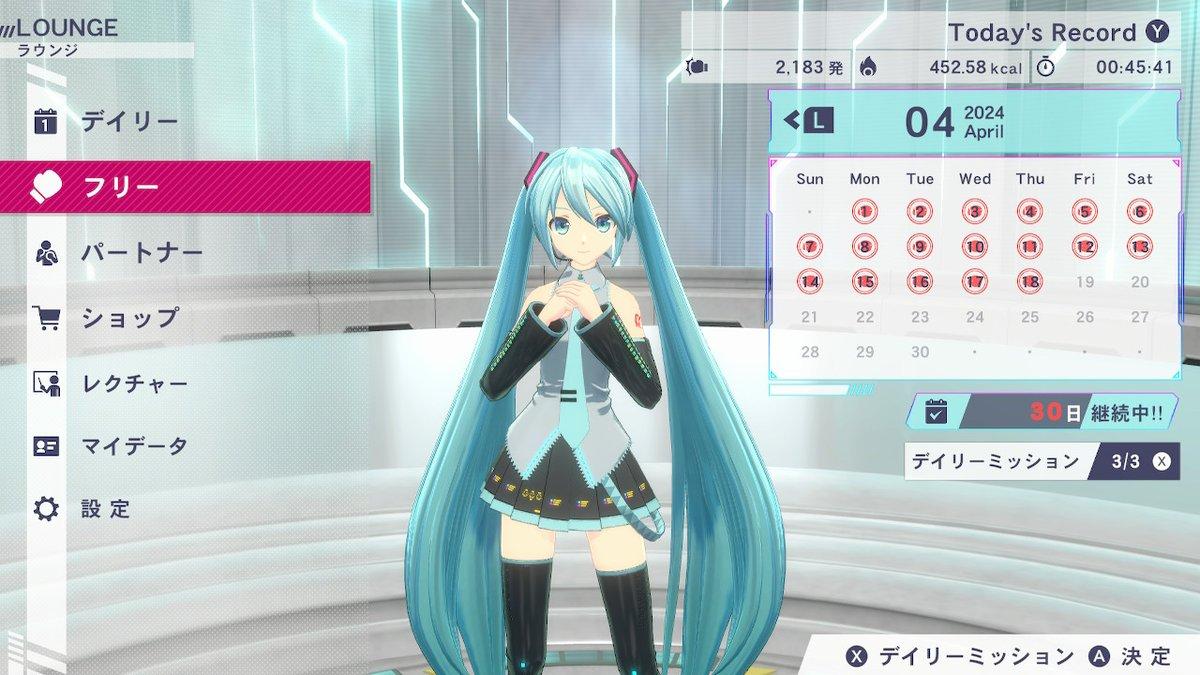 LOUNGE
ラウンジ
1 デイリー
フリー
パートナー
ショップ
レクチャー
マイデータ
設定
Today's Record Y
2,183 発 452.58 kcal 00:45:41
L 04 2024 April
Sun Mon Tue Wed Thu Fri Sat
1 2 3 4 5 6
7 8 9 10 11 12 13
14 15 16 17 18 19 20
21 22 23 24 25 26 27
28 29 30
30日 継続中!!
デイリーミッション 3/3 X
X デイリーミッション A 決定